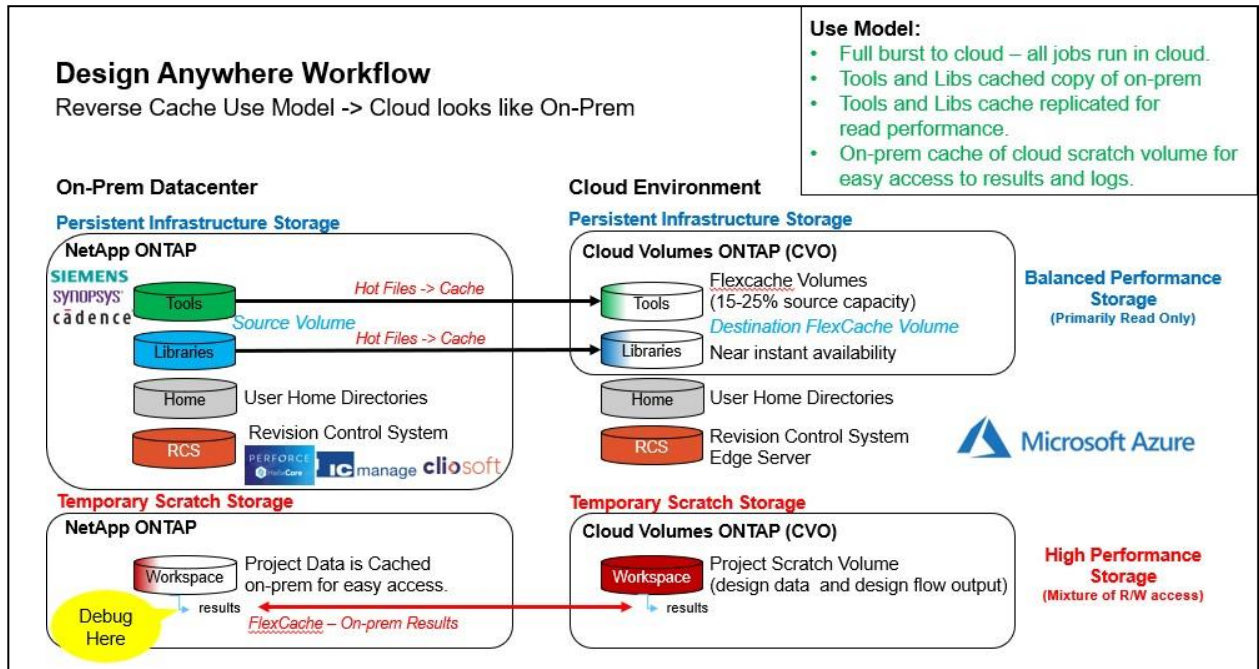 Use Model:
• Full burst to cloud – all jobs run in cloud.
• Tools and Libs cached copy of on-prem
• Tools and Libs cache replicated for
read performance.
• On-prem cache of cloud scratch volume for
easy access to results and logs.
Design Anywhere Workflow
Reverse Cache Use Model -> Cloud looks like On-Prem
On-Prem Datacenter
Persistent Infrastructure Storage
NetApp ONTAP
SIEMENS
SYNOPSYS
cādence
Tools
Source Volume
Libraries
Hot Files -> Cache
Hot Files -> Cache
Home
User Home Directories
RCS
Revision Control System
PERFORCE
HelixCore
IC manage
cliosoft
Cloud Environment
Persistent Infrastructure Storage
Cloud Volumes ONTAP (CVO)
Tools
Flexcache Volumes
(15-25% source capacity)
Destination FlexCache Volume
Libraries
Near instant availability
Home
User Home Directories
RCS
Revision Control System
Edge Server
Balanced Performance
Storage
(Primarily Read Only)
Microsoft Azure
Temporary Scratch Storage
NetApp ONTAP
Workspace
Project Data is Cached
on-prem for easy access.
results
Debug
Here
FlexCache – On-prem Results
Temporary Scratch Storage
Cloud Volumes ONTAP (CVO)
Workspace
Project Scratch Volume
(design data and design flow output)
results
High Performance
Storage
(Mixture of R/W access)